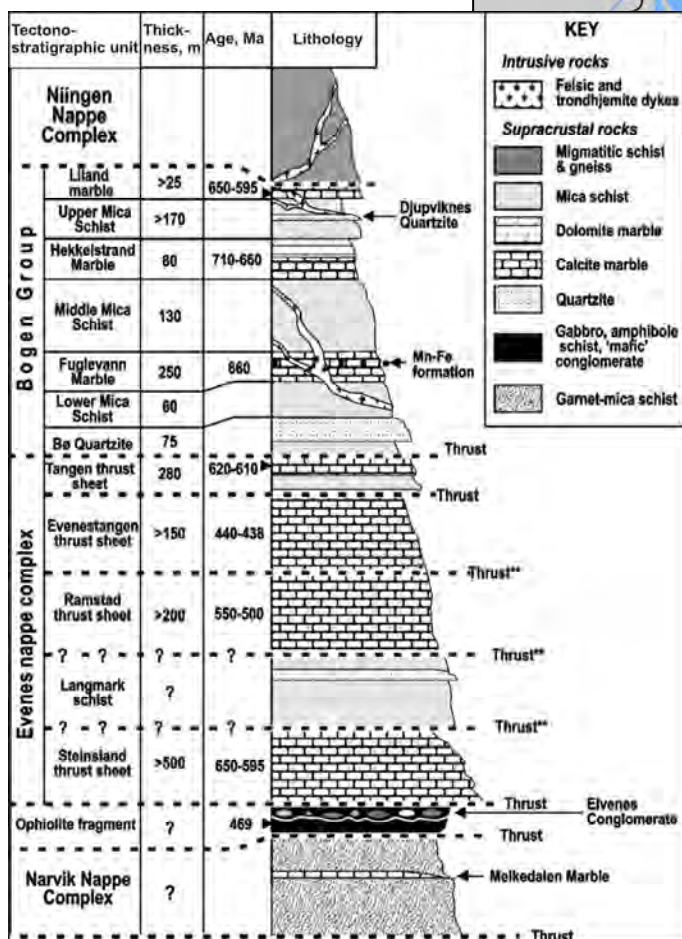 Tectono-
stratigraphic unit
Thick-
ness, m
Age, Ma
Lithology
Niingen
Nappe
Complex
Bogen Group
Liland
marble
>25
650-595
Upper Mica
Schist
>170
Djupviknes
Quartzite
Hekkelstrand
Marble
80
710-660
Middle Mica
Schist
130
Fuglevann
Marble
250
660
Mn-Fe
formation
Lower Mica
Schist
60
Bø Quartzite
75
Thrust
Evenes nappe complex
Tangen thrust
sheet
280
620-610
Thrust
Evenestangen
thrust sheet
>150
440-438
Thrust**
Ramstad
thrust sheet
>200
550-500
? ? ? ?
Thrust**
Langmark
schist
?
? ? ? ?
Thrust**
Steinsland
thrust sheet
>500
650-595
Thrust
Elvenes
Conglomerate
Ophiolite fragment
?
469
Thrust
Narvik Nappe
Complex
?
Melkedalen Marble
Thrust
KEY
Intrusive rocks
Felsic and
trondhjemite dykes
Supracrustal rocks
Migmatitic schist
& gneiss
Mica schist
Dolomite marble
Calcite marble
Quartzite
Gabbro, amphibole
schist, 'mafic'
conglomerate
Garnet-mica schist